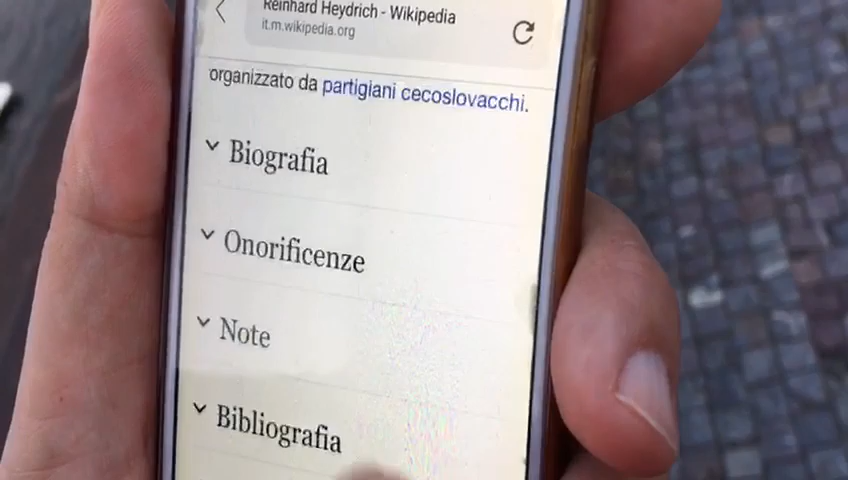 Reinhard Heydrich - Wikipedia
it.m.wikipedia.org
organizzato da partigiani cecoslovacchi.
Biografia
Onorificenze
Note
Bibliografia